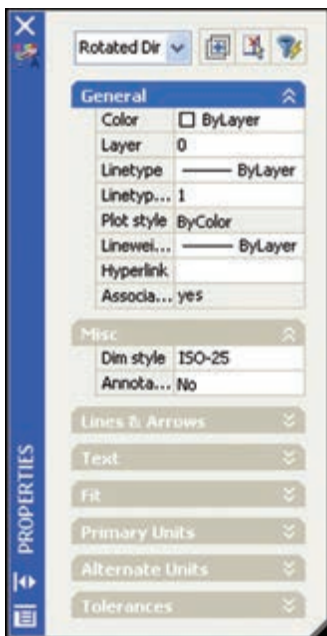 Rotated Dir
General
Color ByLayer
Layer 0
Linetype ByLayer
Linetyp... 1
Plot style ByColor
Linewei... ByLayer
Hyperlink
Associa... yes
Misc
Dim style ISO-25
Annota... No
Lines & Arrows
Text
Fit
Primary Units
Alternate Units
Tolerances
PROPERTIES